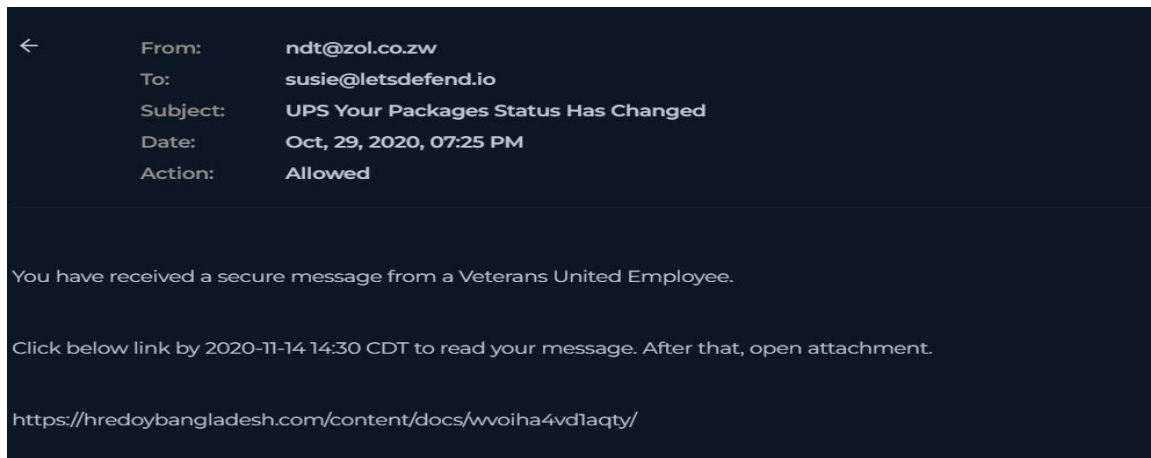 From: ndt@zol.co.zw
To: susie@letsdefend.io
Subject: UPS Your Packages Status Has Changed
Date: Oct, 29, 2020, 07:25 PM
Action: Allowed
You have received a secure message from a Veterans United Employee.
Click below link by 2020-11-14 14:30 CDT to read your message. After that, open attachment.
https://hredoybangladesh.com/content/docs/wvoiha4vd1aqty/